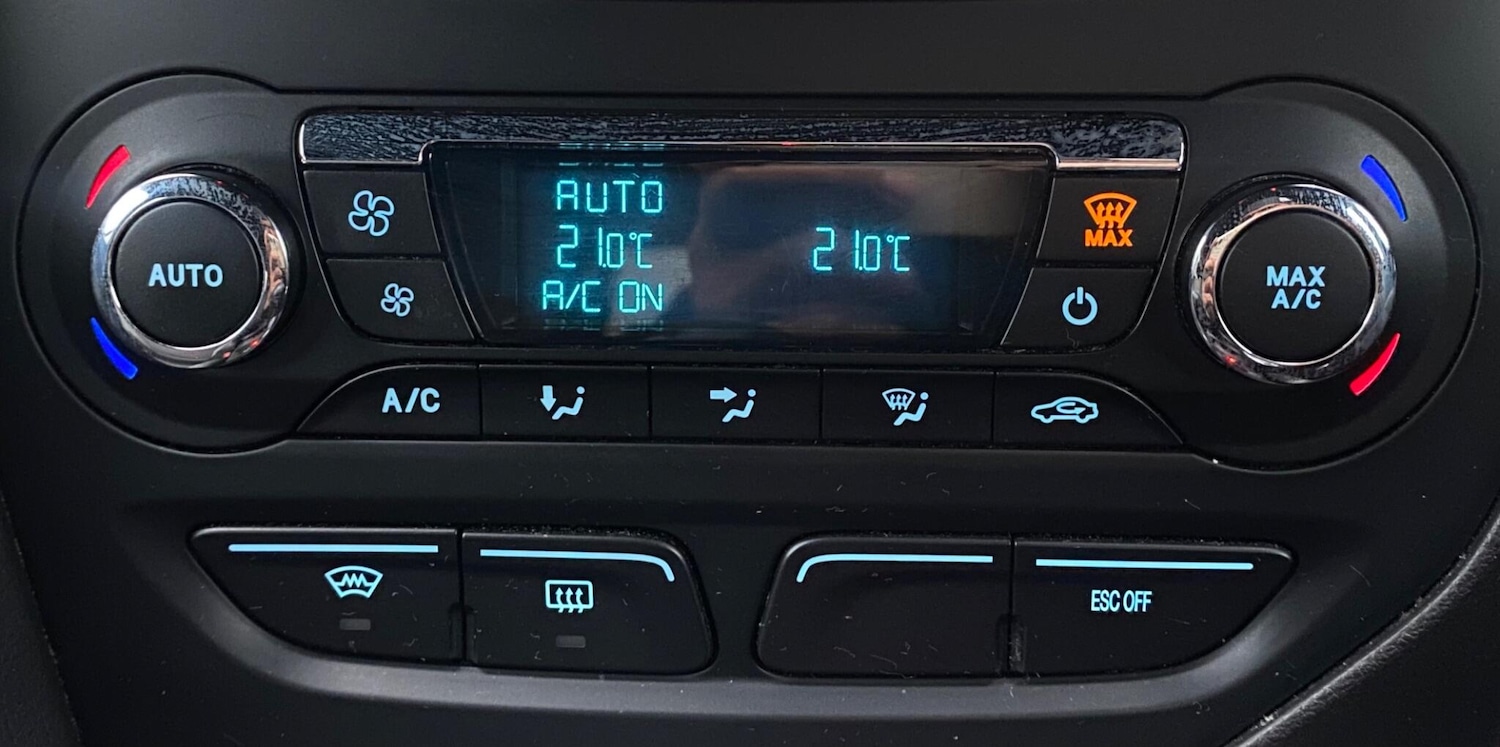 AUTO
AUTO
21.0°C
A/C ON
21.0°C
MAX
MAX
A/C
A/C
ESC OFF